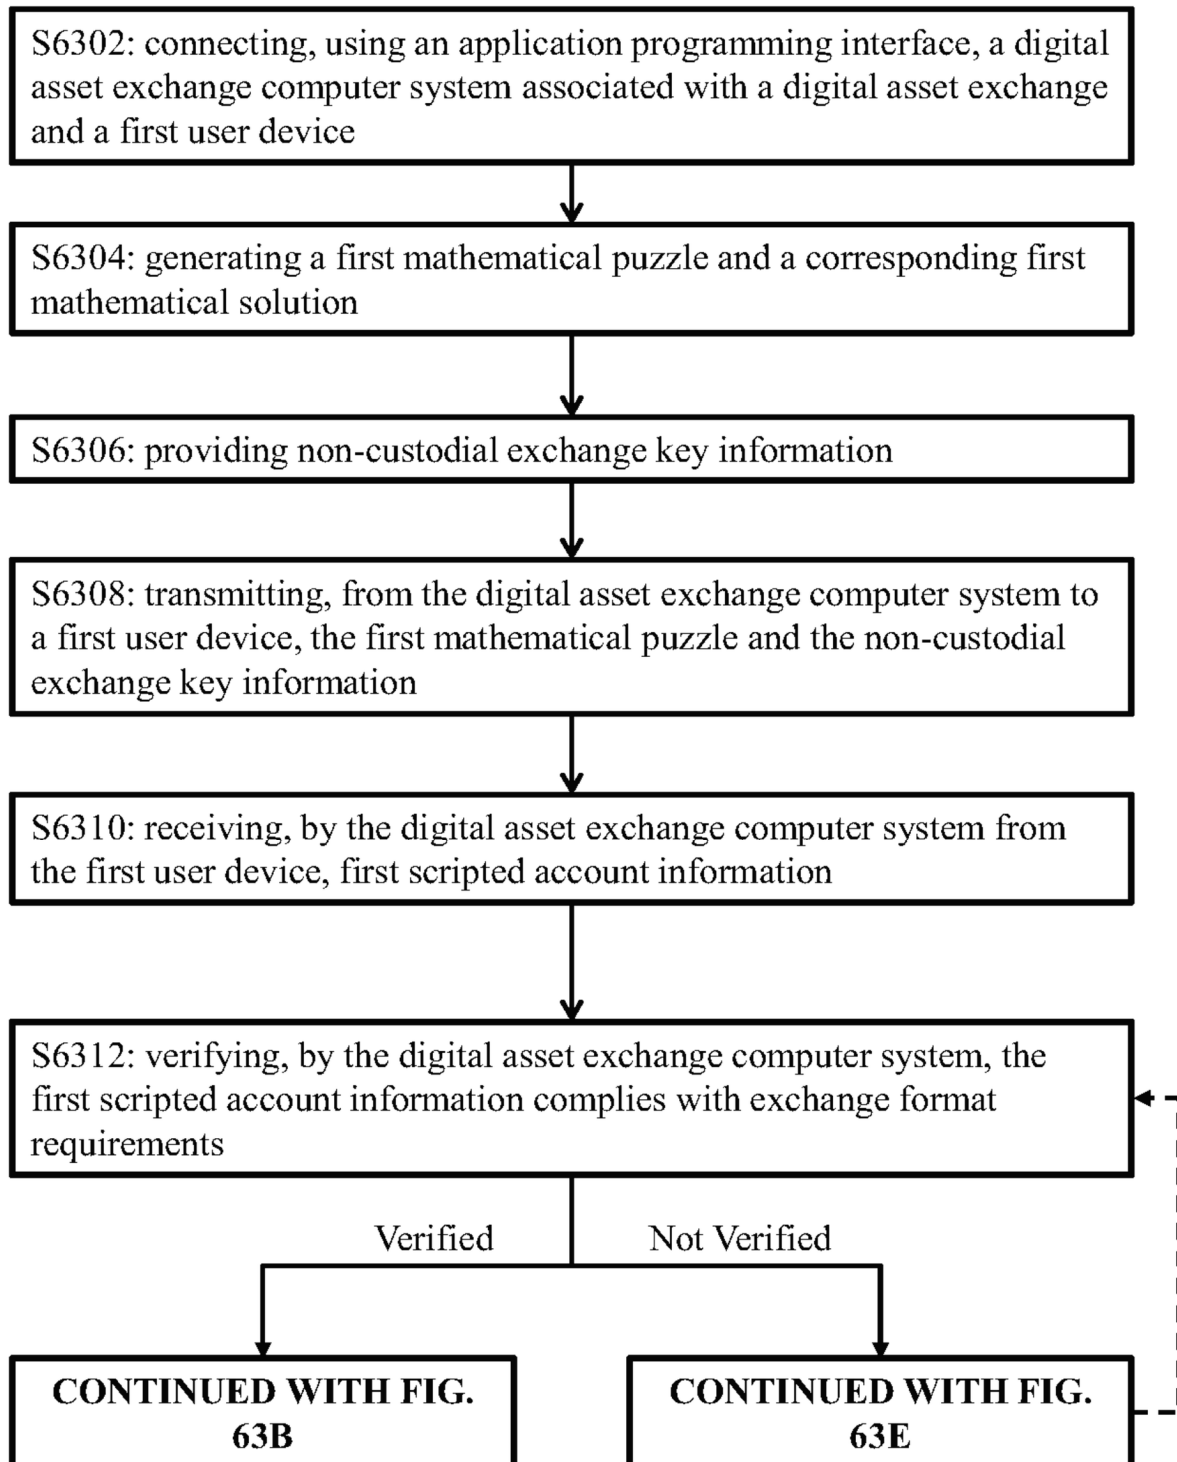 S6302: connecting, using an application programming interface, a digital
asset exchange computer system associated with a digital asset exchange
and a first user device
S6304: generating a first mathematical puzzle and a corresponding first
mathematical solution
S6306: providing non-custodial exchange key information
S6308: transmitting, from the digital asset exchange computer system to
a first user device, the first mathematical puzzle and the non-custodial
exchange key information
S6310: receiving, by the digital asset exchange computer system from
the first user device, first scripted account information
S6312: verifying, by the digital asset exchange computer system, the
first scripted account information complies with exchange format
requirements
Verified
Not Verified
CONTINUED WITH FIG.
63B
CONTINUED WITH FIG.
63E